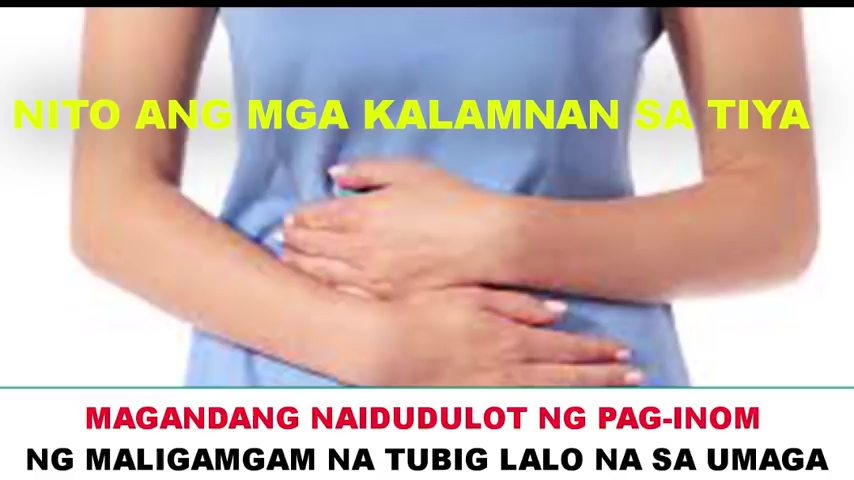 NITO ANG MGA KALAMNAN SA TIYA
MAGANDANG NAIDUDULOT NG PAG-INOM
NG MALIGAMGAM NA TUBIG LALO NA SA UMAGA